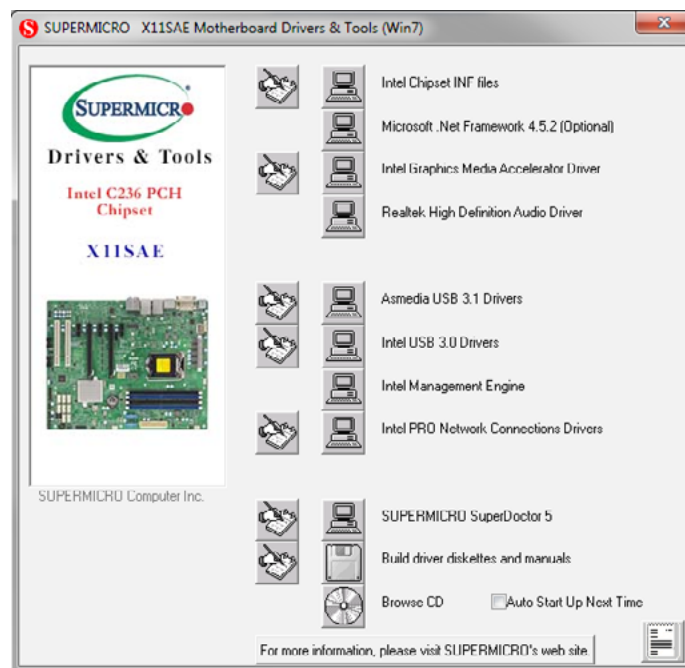 SUPERMICRO X11SAE Motherboard Drivers & Tools (Win7)
SUPERMICRO
Drivers & Tools
Intel C236 PCH
Chipset
X11SAE
SUPERMICRO Computer Inc.
Intel Chipset INF files
Microsoft .Net Framework 4.5.2 (Optional)
Intel Graphics Media Accelerator Driver
Realtek High Definition Audio Driver
Asmedia USB 3.1 Drivers
Intel USB 3.0 Drivers
Intel Management Engine
Intel PRO Network Connections Drivers
SUPERMICRO SuperDoctor 5
Build driver diskettes and manuals
Browse CD
Auto Start Up Next Time
For more information, please visit SUPERMICRO's web site.